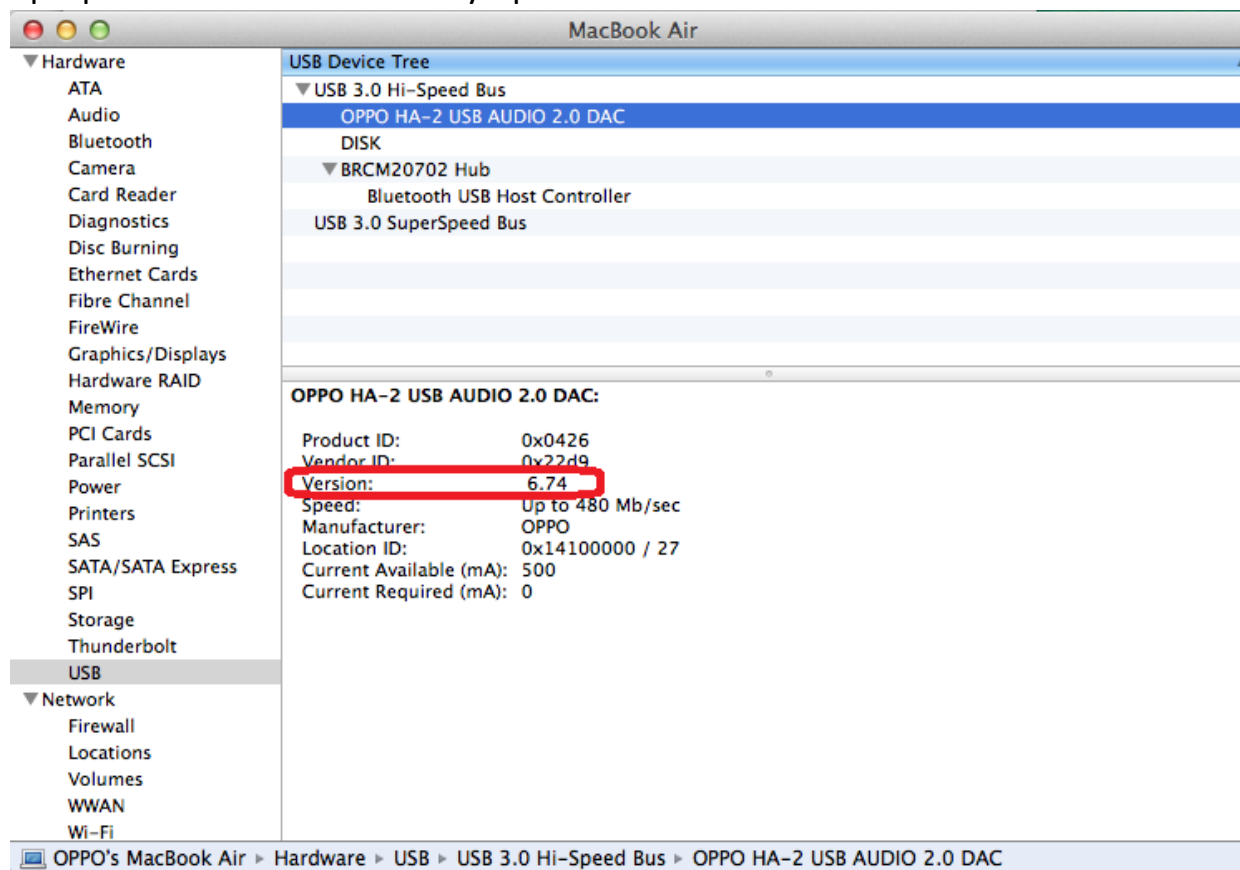 MacBook Air
Hardware
ATA
Audio
Bluetooth
Camera
Card Reader
Diagnostics
Disc Burning
Ethernet Cards
Fibre Channel
FireWire
Graphics/Displays
Hardware RAID
Memory
PCI Cards
Parallel SCSI
Power
Printers
SAS
SATA/SATA Express
SPI
Storage
Thunderbolt
USB
Network
Firewall
Locations
Volumes
WWAN
Wi-Fi
USB Device Tree
USB 3.0 Hi-Speed Bus
OPPO HA-2 USB AUDIO 2.0 DAC
DISK
BRCM20702 Hub
Bluetooth USB Host Controller
USB 3.0 SuperSpeed Bus
OPPO HA-2 USB AUDIO 2.0 DAC:
Product ID: 0x0426
Vendor ID: 0x22d9
Version: 6.74
Speed: Up to 480 Mb/sec
Manufacturer: OPPO
Location ID: 0x14100000 / 27
Current Available (mA): 500
Current Required (mA): 0
OPPO's MacBook Air ▸ Hardware ▸ USB ▸ USB 3.0 Hi-Speed Bus ▸ OPPO HA-2 USB AUDIO 2.0 DAC